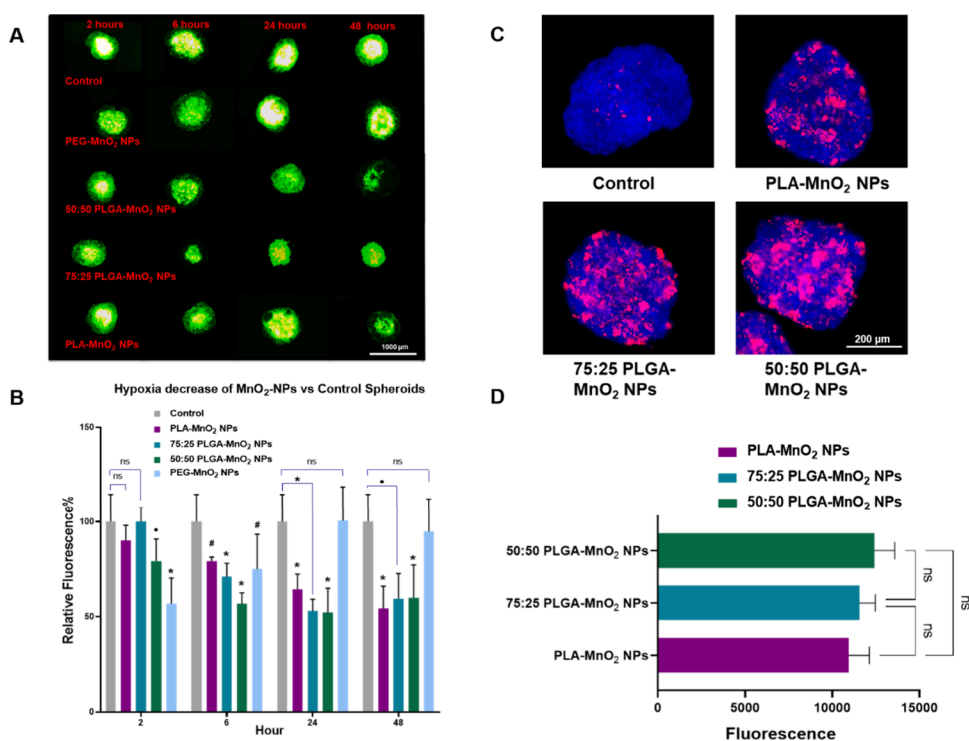 A
2 hours 6 hours 24 hours 48 hours
Control
PEG-MnO₂ NPs
50:50 PLGA-MnO₂ NPs
75:25 PLGA-MnO₂ NPs
PLA-MnO₂ NPs
1000 µm
B
Hypoxia decrease of MnO₂-NPs vs Control Spheroids
Control
PLA-MnO₂ NPs
75:25 PLGA-MnO₂ NPs
50:50 PLGA-MnO₂ NPs
PEG-MnO₂ NPs
Relative Fluorescence%
150
100
50
0
ns
ns
•
*
#
*
*
#
ns
*
*
*
ns
•
*
*
2 6 24 48
Hour
C
Control
PLA-MnO₂ NPs
75:25 PLGA-
MnO₂ NPs
50:50 PLGA-
MnO₂ NPs
200 µm
D
PLA-MnO₂ NPs
75:25 PLGA-MnO₂ NPs
50:50 PLGA-MnO₂ NPs
50:50 PLGA-MnO₂ NPs
75:25 PLGA-MnO₂ NPs
PLA-MnO₂ NPs
ns
ns
ns
0 5000 10000 15000
Fluorescence